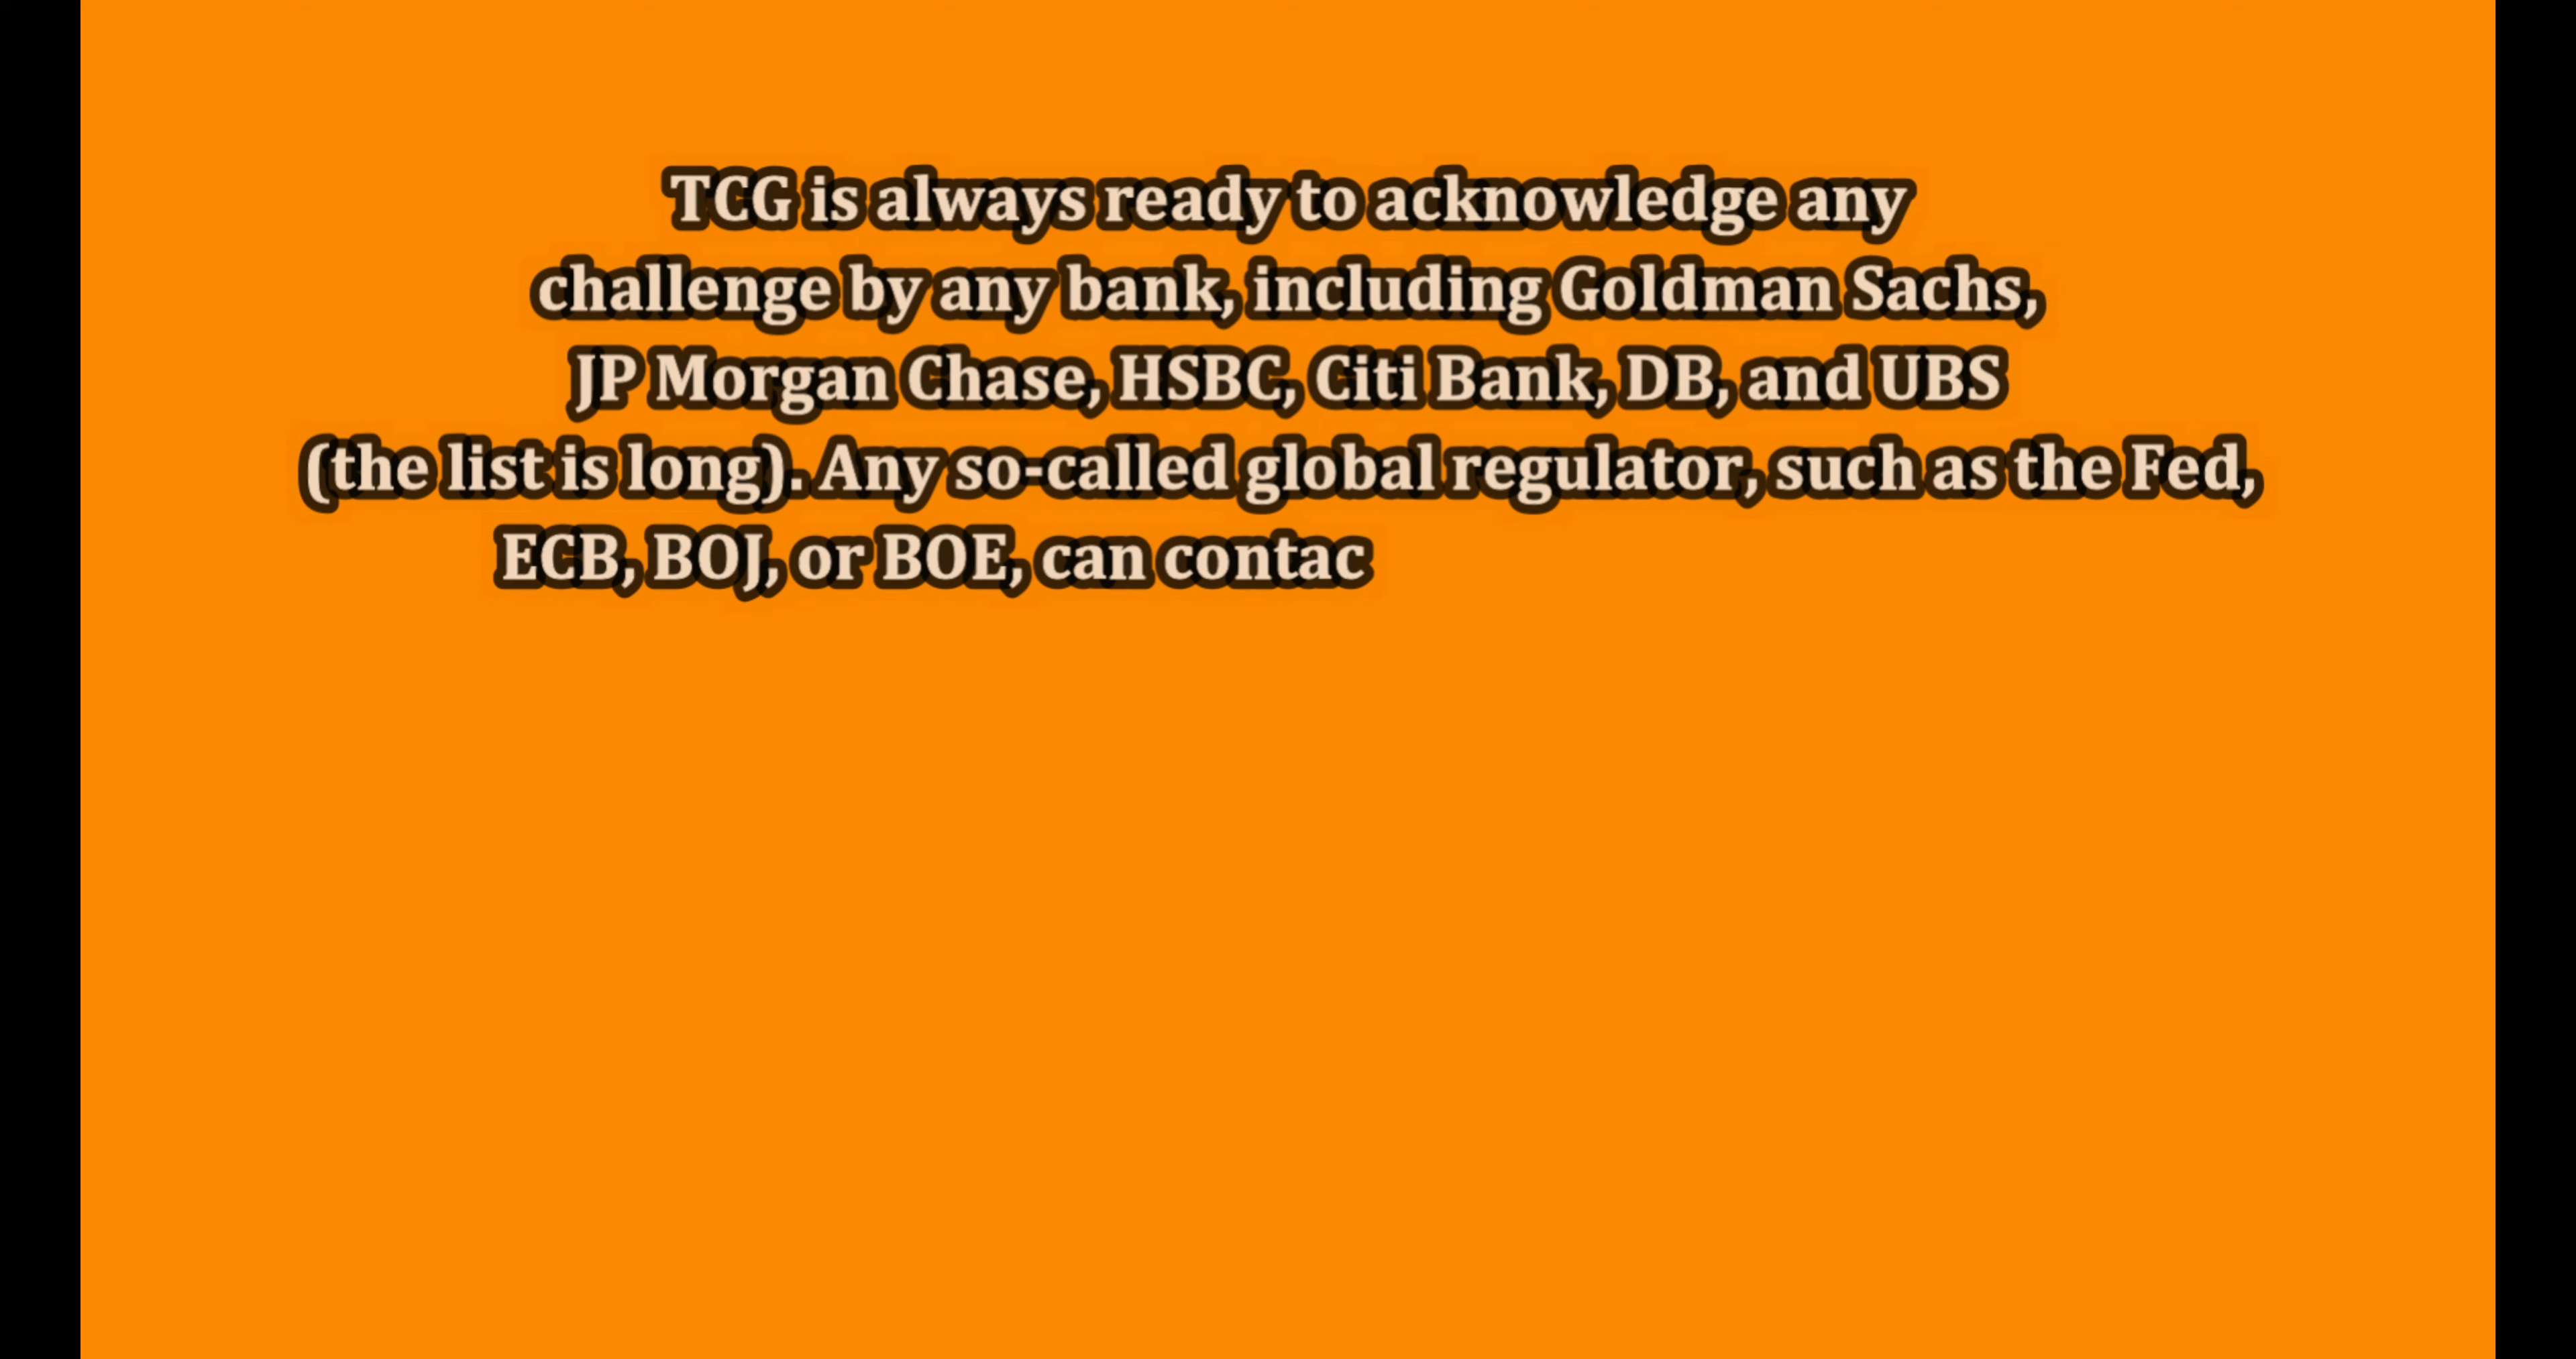 TCG is always ready to acknowledge any
challenge by any bank, including Goldman Sachs,
JP Morgan Chase, HSBC, Citi Bank, DB, and UBS
(the list is long). Any so-called global regulator, such as the Fed,
ECB, BOJ, or BOE, can contac